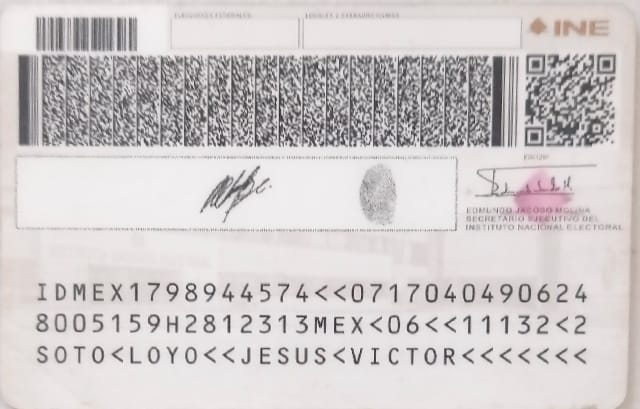 ELECCIONES FEDERALES
LOCALES Y EXTRAORDINARIAS
INE
EDMUNDO JACOBO MOLINA
SECRETARIO EJECUTIVO DEL
INSTITUTO NACIONAL ELECTORAL
IDMEX1798944574<<0717040490624
8005159H2812313MEX<06<<11132<2
SOTO<LOYO<<JESUS<VICTOR<<<<<<<